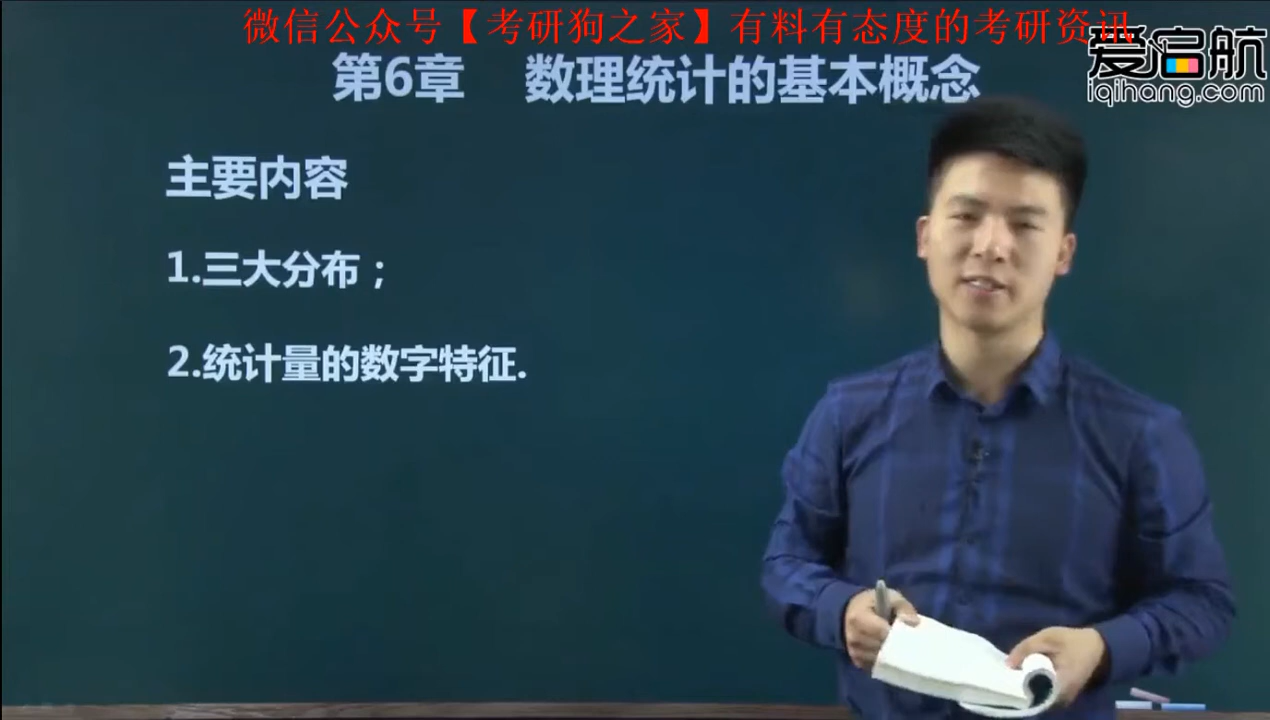 微信公众号【考研狗之家】有料有态度的考研资讯
爱启航
iqihang.com
第6章 数理统计的基本概念
主要内容
1.三大分布；
2.统计量的数字特征.